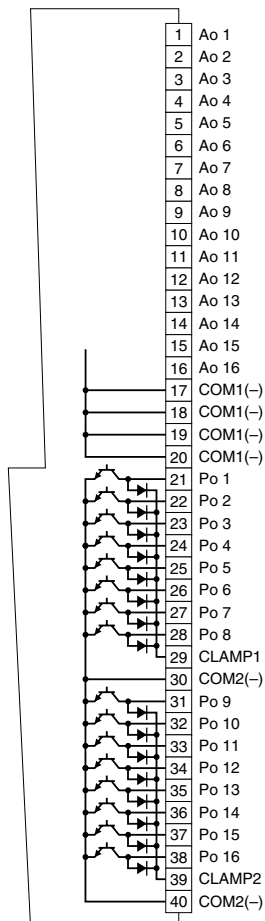 1 Ao 1
2 Ao 2
3 Ao 3
4 Ao 4
5 Ao 5
6 Ao 6
7 Ao 7
8 Ao 8
9 Ao 9
10 Ao 10
11 Ao 11
12 Ao 12
13 Ao 13
14 Ao 14
15 Ao 15
16 Ao 16
17 COM1(–)
18 COM1(–)
19 COM1(–)
20 COM1(–)
21 Po 1
22 Po 2
23 Po 3
24 Po 4
25 Po 5
26 Po 6
27 Po 7
28 Po 8
29 CLAMP1
30 COM2(–)
31 Po 9
32 Po 10
33 Po 11
34 Po 12
35 Po 13
36 Po 14
37 Po 15
38 Po 16
39 CLAMP2
40 COM2(–)